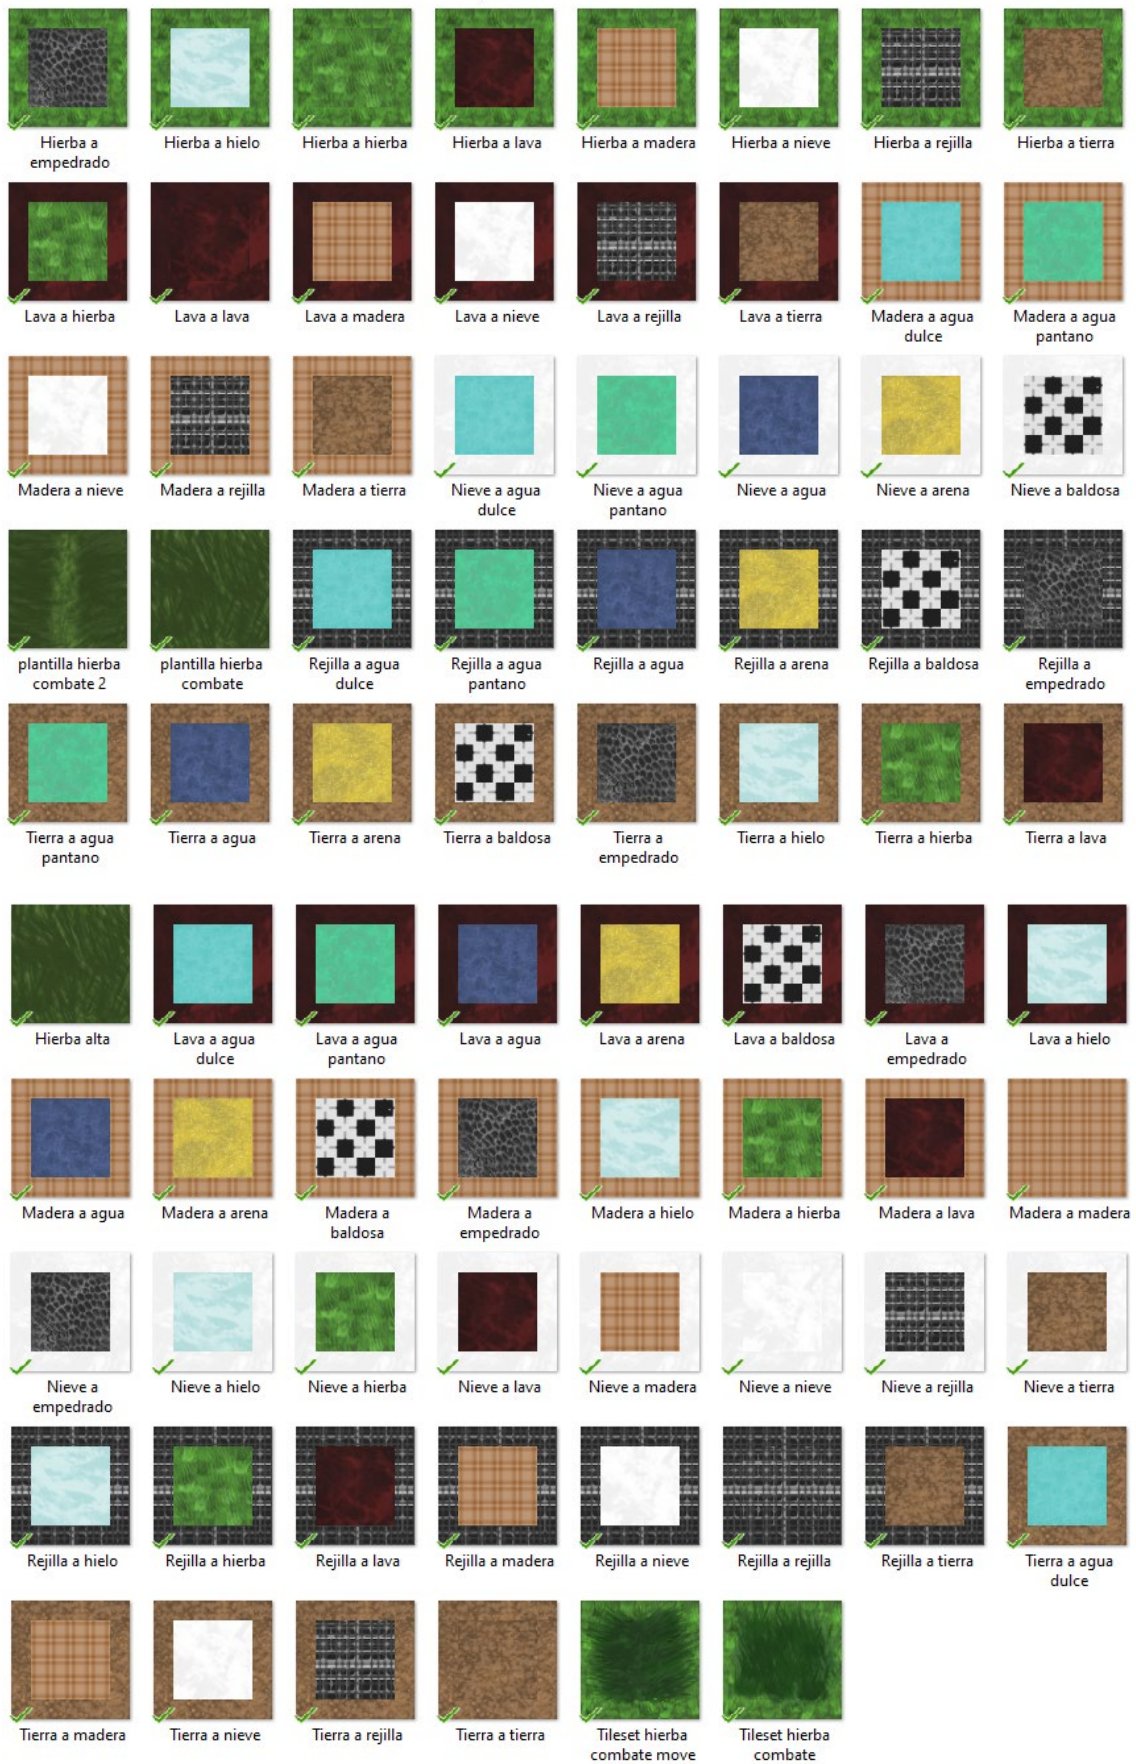 Hierba a
empedrado
Hierba a hielo
Hierba a hierba
Hierba a lava
Hierba a madera
Hierba a nieve
Hierba a rejilla
Hierba a tierra
Lava a hierba
Lava a lava
Lava a madera
Lava a nieve
Lava a rejilla
Lava a tierra
Madera a agua
dulce
Madera a agua
pantano
Madera a nieve
Madera a rejilla
Madera a tierra
Nieve a agua
dulce
Nieve a agua
pantano
Nieve a agua
Nieve a arena
Nieve a baldosa
plantilla hierba
combate 2
plantilla hierba
combate
Rejilla a agua
dulce
Rejilla a agua
pantano
Rejilla a agua
Rejilla a arena
Rejilla a baldosa
Rejilla a
empedrado
Tierra a agua
pantano
Tierra a agua
Tierra a arena
Tierra a baldosa
Tierra a
empedrado
Tierra a hielo
Tierra a hierba
Tierra a lava
Hierba alta
Lava a agua
dulce
Lava a agua
pantano
Lava a agua
Lava a arena
Lava a baldosa
Lava a
empedrado
Lava a hielo
Madera a agua
Madera a arena
Madera a
baldosa
Madera a
empedrado
Madera a hielo
Madera a hierba
Madera a lava
Madera a madera
Nieve a
empedrado
Nieve a hielo
Nieve a hierba
Nieve a lava
Nieve a madera
Nieve a nieve
Nieve a rejilla
Nieve a tierra
Rejilla a hielo
Rejilla a hierba
Rejilla a lava
Rejilla a madera
Rejilla a nieve
Rejilla a rejilla
Rejilla a tierra
Tierra a agua
dulce
Tierra a madera
Tierra a nieve
Tierra a rejilla
Tierra a tierra
Tileset hierba
combate move
Tileset hierba
combate